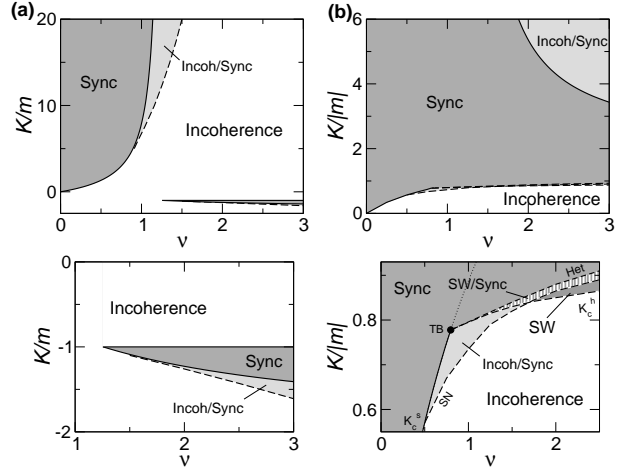 (a)
20
10
0
K/m
Sync
Incoh/Sync
Incoherence
0
1
2
3
ν
(b)
6
4
2
0
K/|m|
Incoh/Sync
Sync
Incoherence
0
1
2
3
ν
0
-1
-2
K/m
Incoherence
Sync
Incoh/Sync
1
2
3
ν
0.8
0.6
K/|m|
Sync
SW/Sync
Het
TB
SW
K_c^h
Incoh/Sync
SN
K_c^s
Incoherence
0
1
2
ν